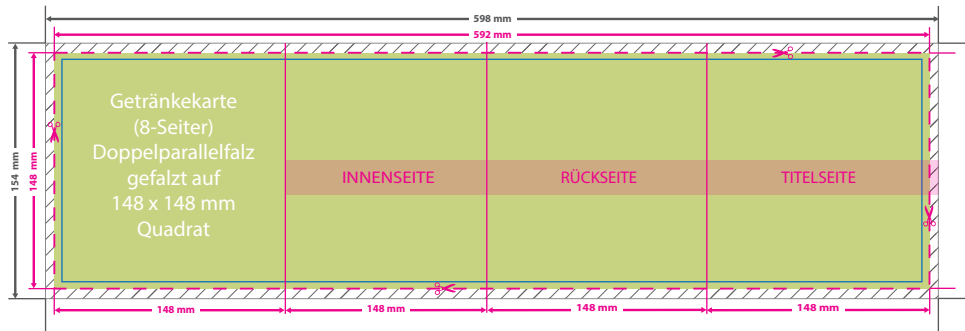 598 mm
592 mm
154 mm
148 mm
Getränkekarte
(8-Seiter)
Doppelparallelfalz
gefalzt auf
148 x 148 mm
Quadrat
INNENSEITE
RÜCKSEITE
TITELSEITE
148 mm
148 mm
148 mm
148 mm